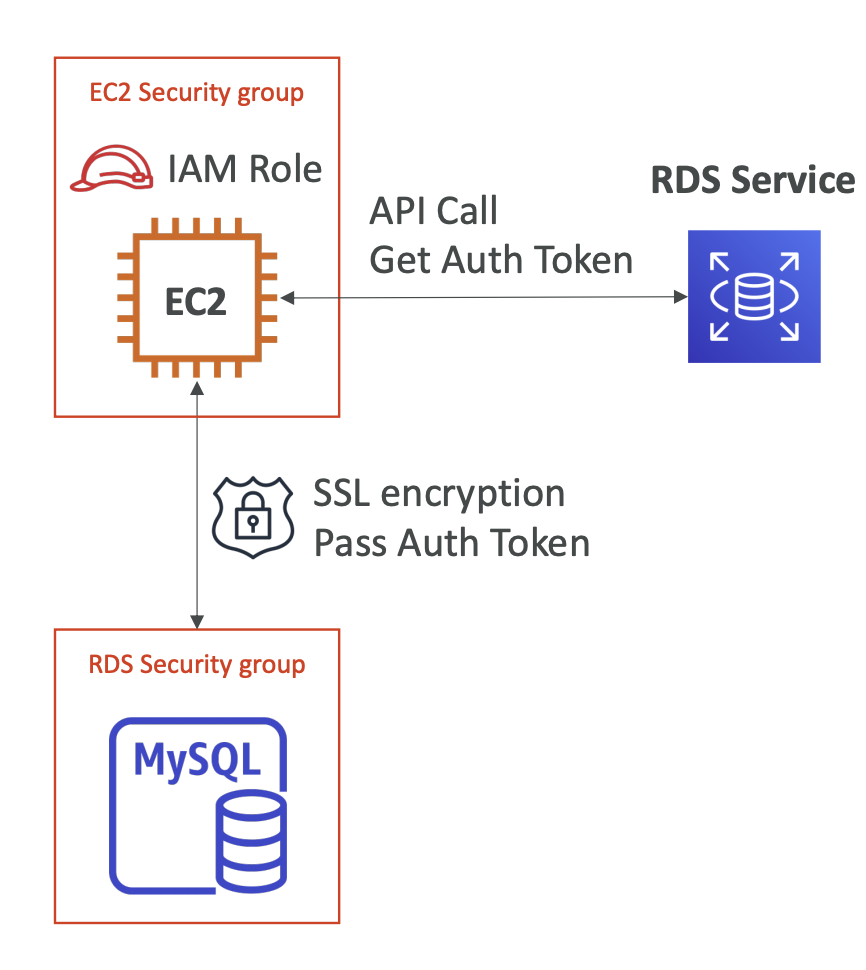 EC2 Security group
IAM Role
RDS Service
API Call
Get Auth Token
EC2
SSL encryption
Pass Auth Token
RDS Security group
MySQL